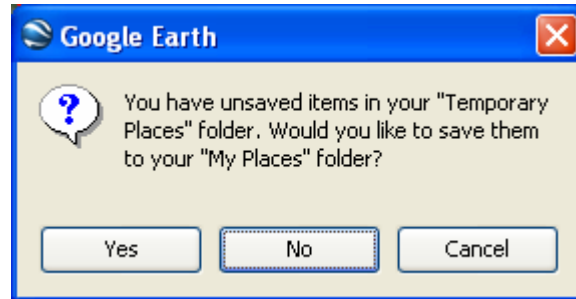 Google Earth
You have unsaved items in your "Temporary
Places" folder. Would you like to save them
to your "My Places" folder?
Yes
No
Cancel